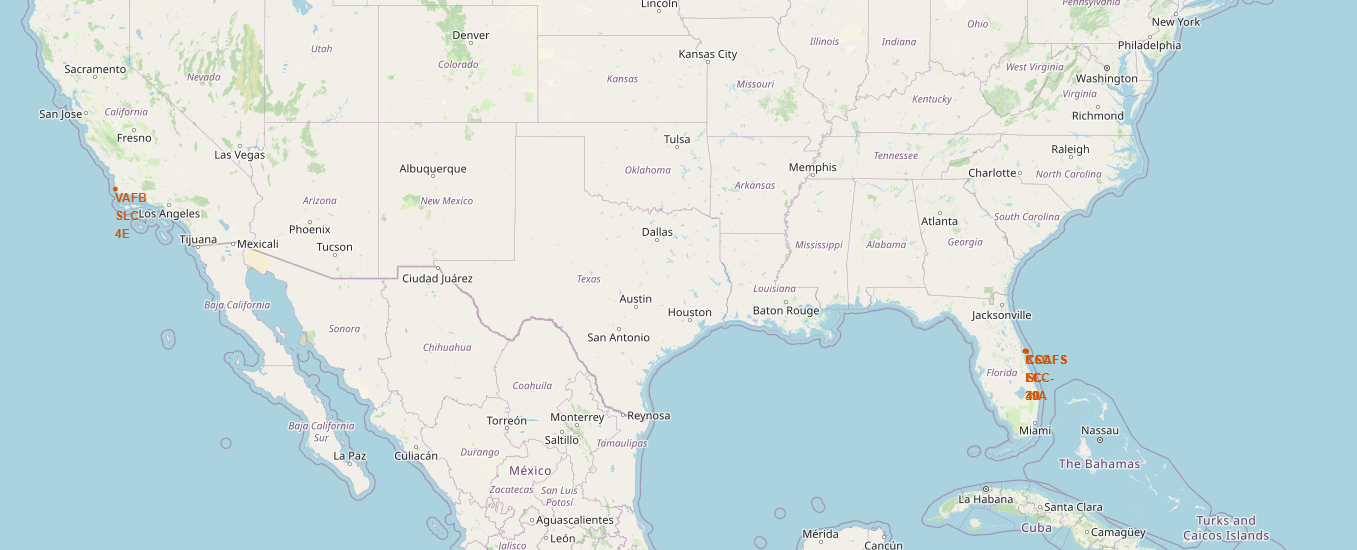 Lincoln
Pennsylvania
New York
Ohio
Denver
Utah
Illinois
Indiana
Philadelphia
Kansas City
Colorado
Sacramento
West Virginia
Nevada
Kansas
Missouri
Washington
Virginia
Kentucky
San Jose
California
Richmond
Fresno
Tulsa
Raleigh
Las Vegas
Tennessee
Memphis
Albuquerque
Oklahoma
Charlotte
North Carolina
Arkansas
VAFB
SLC-
4E
Arizona
New Mexico
Los Angeles
South Carolina
Atlanta
Phoenix
Dallas
Tijuana
Mexicali
Tucson
Mississippi
Alabama
Georgia
Ciudad Juárez
Texas
Louisiana
Austin
Baja California
Houston
Baton Rouge
Jacksonville
Sonora
San Antonio
Chihuahua
Florida
Coahuila
Reynosa
Monterrey
Torreón
Baja California
Sur
Miami
Nassau
Saltillo
Tamaulipas
Durango
La Paz
Culiacán
The Bahamas
México
Zacatecas
San Luis
Potosí
La Habana
Santa Clara
Aguascalientes
Turks and
Caicos Islands
Cuba
Camagüey
León
Mérida
Jalisco
Cancún